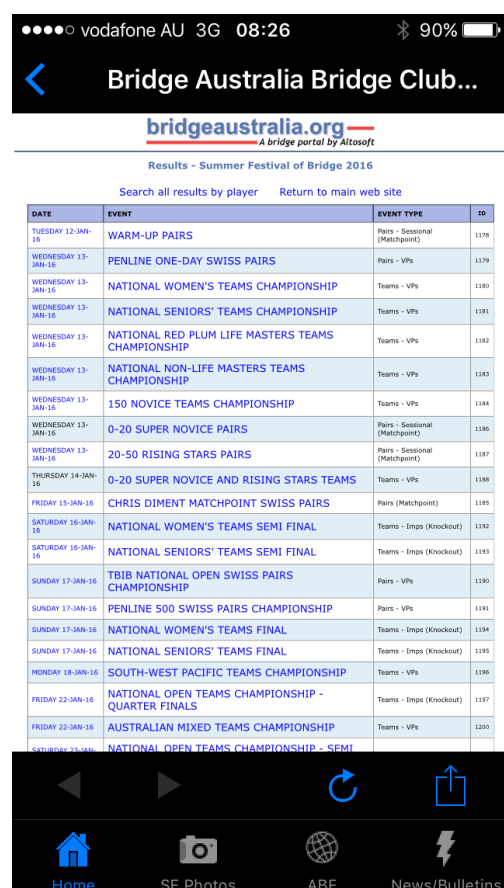 vodafone AU 3G 08:26 90%
Bridge Australia Bridge Club...
bridgeaustralia.org
A bridge portal by Altosoft
Results - Summer Festival of Bridge 2016
Search all results by player Return to main web site
DATE EVENT EVENT TYPE ID
TUESDAY 12-JAN-16 WARM-UP PAIRS Pairs - Sessional (Matchpoint) 1178
WEDNESDAY 13-JAN-16 PENLINE ONE-DAY SWISS PAIRS Pairs - VPs 1179
WEDNESDAY 13-JAN-16 NATIONAL WOMEN'S TEAMS CHAMPIONSHIP Teams - VPs 1180
WEDNESDAY 13-JAN-16 NATIONAL SENIORS' TEAMS CHAMPIONSHIP Teams - VPs 1181
WEDNESDAY 13-JAN-16 NATIONAL RED PLUM LIFE MASTERS TEAMS CHAMPIONSHIP Teams - VPs 1182
WEDNESDAY 13-JAN-16 NATIONAL NON-LIFE MASTERS TEAMS CHAMPIONSHIP Teams - VPs 1183
WEDNESDAY 13-JAN-16 150 NOVICE TEAMS CHAMPIONSHIP Teams - VPs 1184
WEDNESDAY 13-JAN-16 0-20 SUPER NOVICE PAIRS Pairs - Sessional (Matchpoint) 1186
WEDNESDAY 13-JAN-16 20-50 RISING STARS PAIRS Pairs - Sessional (Matchpoint) 1187
THURSDAY 14-JAN-16 0-20 SUPER NOVICE AND RISING STARS TEAMS Teams - VPs 1188
FRIDAY 15-JAN-16 CHRIS DIMENT MATCHPOINT SWISS PAIRS Pairs (Matchpoint) 1185
SATURDAY 16-JAN-16 NATIONAL WOMEN'S TEAMS SEMI FINAL Teams - Imps (Knockout) 1192
SATURDAY 16-JAN-16 NATIONAL SENIORS' TEAMS SEMI FINAL Teams - Imps (Knockout) 1193
SUNDAY 17-JAN-16 TBIB NATIONAL OPEN SWISS PAIRS CHAMPIONSHIP Pairs - VPs 1190
SUNDAY 17-JAN-16 PENLINE 500 SWISS PAIRS CHAMPIONSHIP Pairs - VPs 1191
SUNDAY 17-JAN-16 NATIONAL WOMEN'S TEAMS FINAL Teams - Imps (Knockout) 1194
SUNDAY 17-JAN-16 NATIONAL SENIORS' TEAMS FINAL Teams - Imps (Knockout) 1195
MONDAY 18-JAN-16 SOUTH-WEST PACIFIC TEAMS CHAMPIONSHIP Teams - VPs 1196
FRIDAY 22-JAN-16 NATIONAL OPEN TEAMS CHAMPIONSHIP - QUARTER FINALS Teams - Imps (Knockout) 1197
FRIDAY 22-JAN-16 AUSTRALIAN MIXED TEAMS CHAMPIONSHIP Teams - VPs 1200
SATURDAY 23-JAN- NATIONAL OPEN TEAMS CHAMPIONSHIP - SEMI
Home SF Photos ABF News/Bulletins